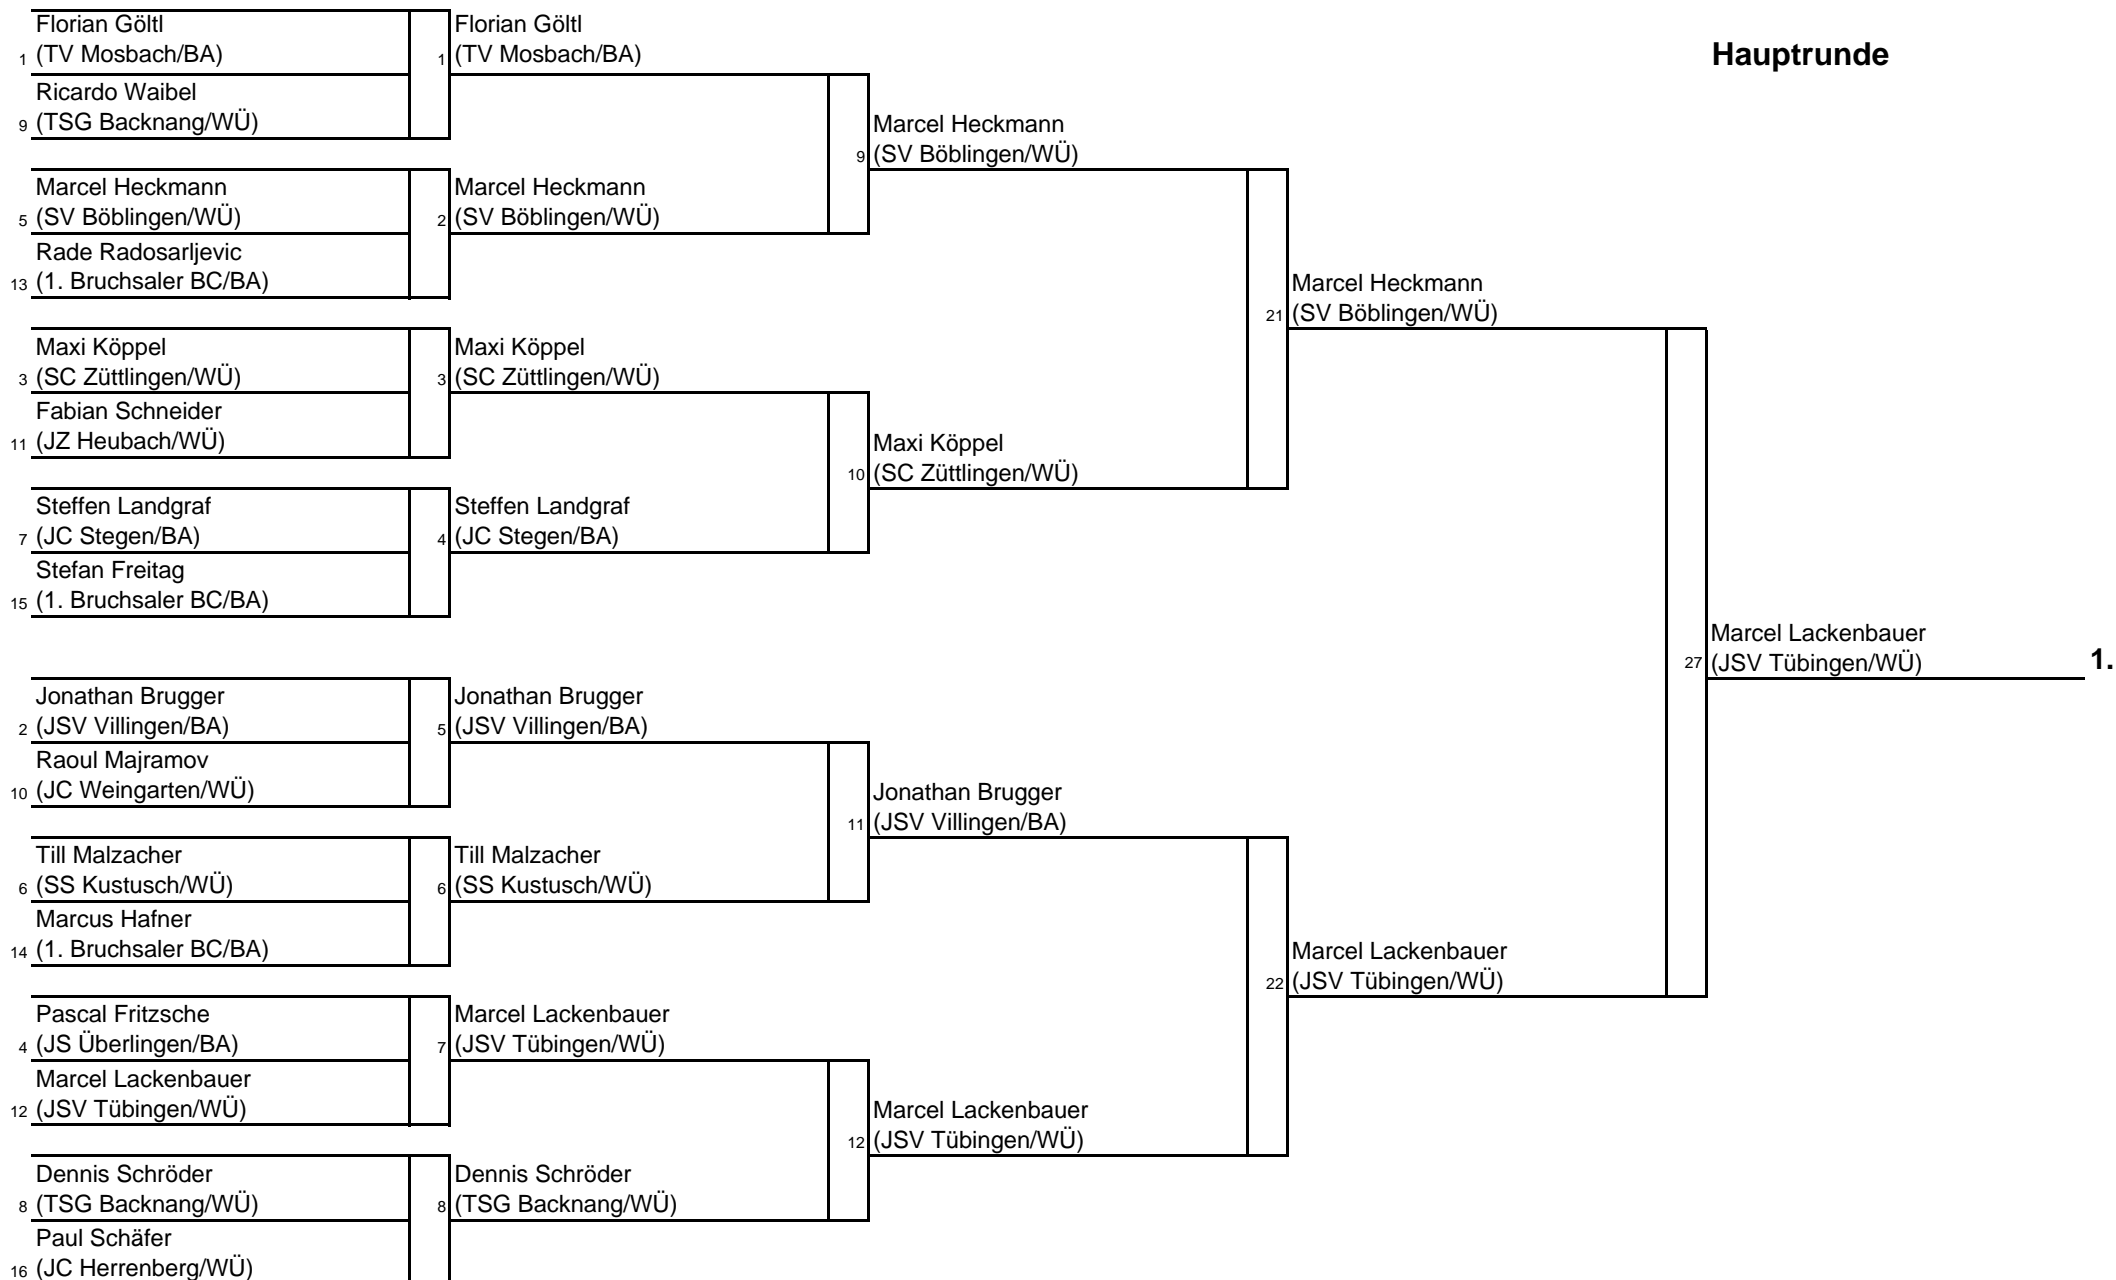 Hauptrunde
Florian Göltl
1 (TV Mosbach/BA)
Ricardo Waibel
9 (TSG Backnang/WÜ)
Marcel Heckmann
5 (SV Böblingen/WÜ)
Rade Radosarljevic
13 (1. Bruchsaler BC/BA)
Maxi Köppel
3 (SC Züttlingen/WÜ)
Fabian Schneider
11 (JZ Heubach/WÜ)
Steffen Landgraf
7 (JC Stegen/BA)
Stefan Freitag
15 (1. Bruchsaler BC/BA)
Jonathan Brugger
2 (JSV Villingen/BA)
Raoul Majramov
10 (JC Weingarten/WÜ)
Till Malzacher
6 (SS Kustusch/WÜ)
Marcus Hafner
14 (1. Bruchsaler BC/BA)
Pascal Fritzsche
4 (JS Überlingen/BA)
Marcel Lackenbauer
12 (JSV Tübingen/WÜ)
Dennis Schröder
8 (TSG Backnang/WÜ)
Paul Schäfer
16 (JC Herrenberg/WÜ)
Florian Göltl
1 (TV Mosbach/BA)
Marcel Heckmann
2 (SV Böblingen/WÜ)
Maxi Köppel
3 (SC Züttlingen/WÜ)
Steffen Landgraf
4 (JC Stegen/BA)
Jonathan Brugger
5 (JSV Villingen/BA)
Till Malzacher
6 (SS Kustusch/WÜ)
Marcel Lackenbauer
7 (JSV Tübingen/WÜ)
Dennis Schröder
8 (TSG Backnang/WÜ)
Marcel Heckmann
9 (SV Böblingen/WÜ)
Maxi Köppel
10 (SC Züttlingen/WÜ)
Jonathan Brugger
11 (JSV Villingen/BA)
Marcel Lackenbauer
12 (JSV Tübingen/WÜ)
Marcel Heckmann
21 (SV Böblingen/WÜ)
Marcel Lackenbauer
22 (JSV Tübingen/WÜ)
Marcel Lackenbauer
27 (JSV Tübingen/WÜ) 1.